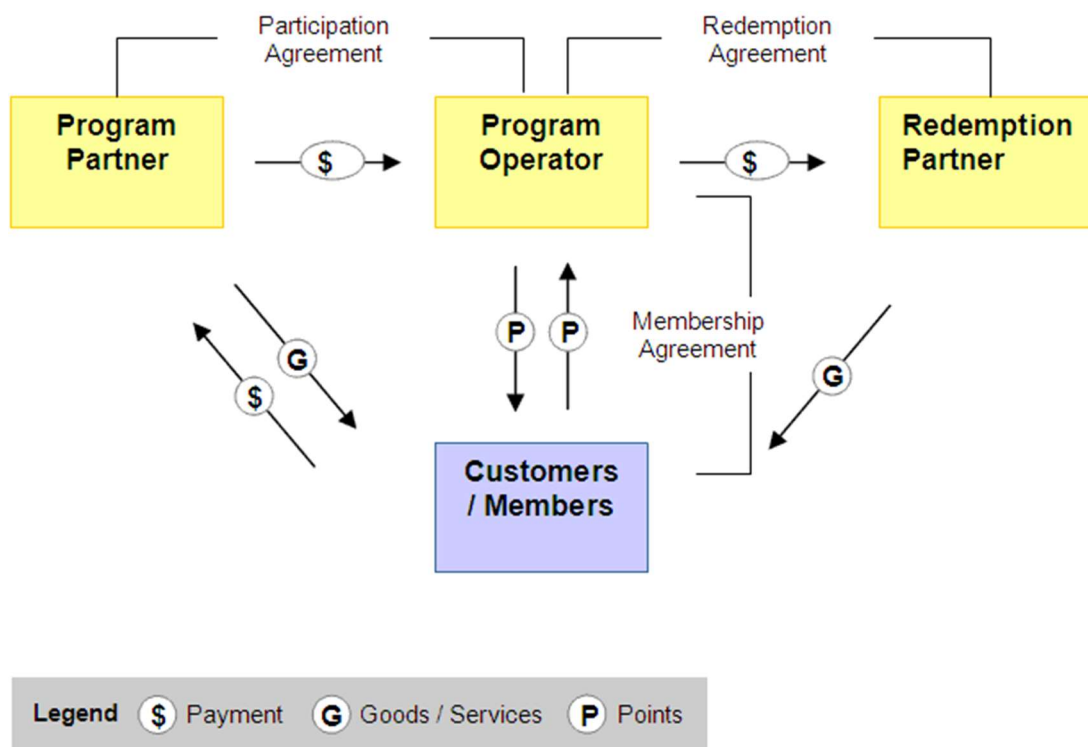 Participation
Agreement
Redemption
Agreement
Program
Partner
$
Program
Operator
$
Redemption
Partner
P
P
Membership
Agreement
G
$
G
Customers
/ Members
Legend $ Payment G Goods / Services P Points